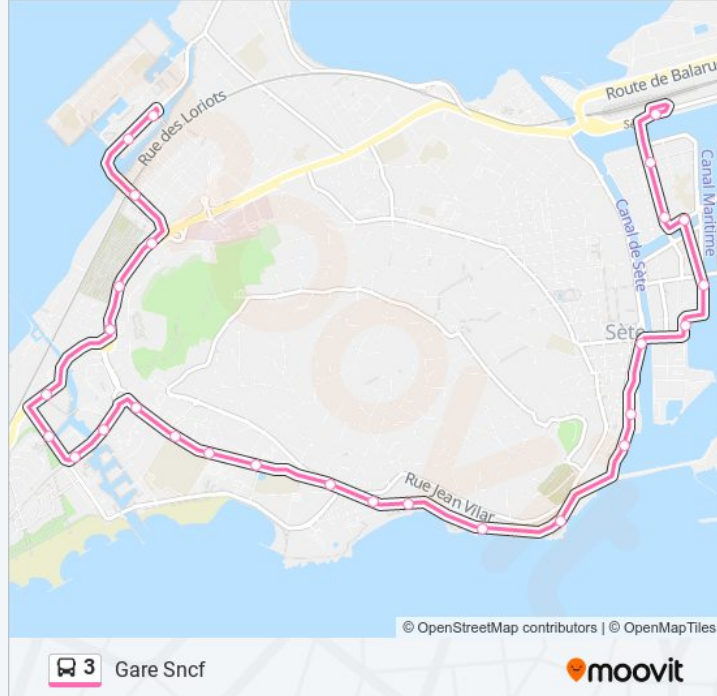 Route de Balaru
Rue des Loriots
Canal Maritime
Canal de Sète
Sète
Rue Jean Vilar
© OpenStreetMap contributors | © OpenMapTiles
3 Gare Sncf
moovit